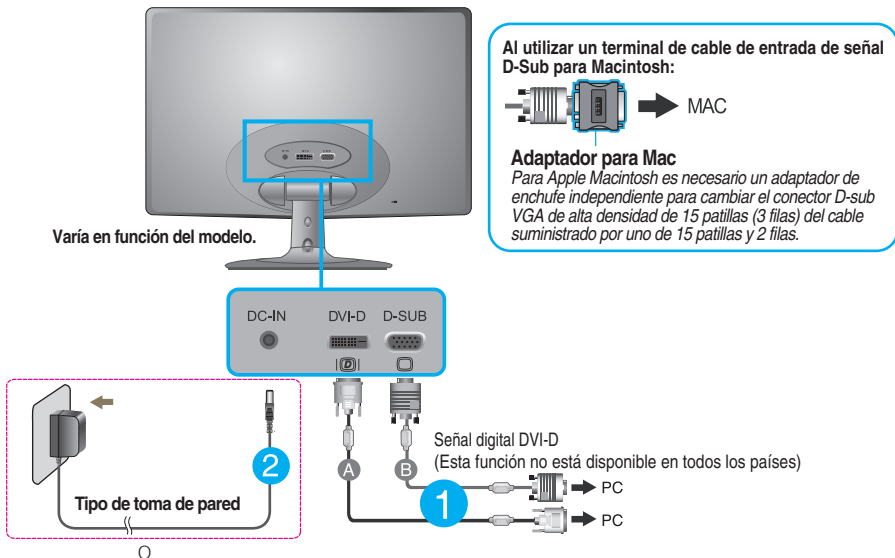 Al utilizar un terminal de cable de entrada de señal
D-Sub para Macintosh:
MAC
Adaptador para Mac
Para Apple Macintosh es necesario un adaptador de
enchufe independiente para cambiar el conector D-sub
VGA de alta densidad de 15 patillas (3 filas) del cable
suministrado por uno de 15 patillas y 2 filas.
Varía en función del modelo.
DC-IN DVI-D D-SUB
D
Señal digital DVI-D
(Esta función no está disponible en todos los países)
A B
1
PC
PC
2
Tipo de toma de pared
O